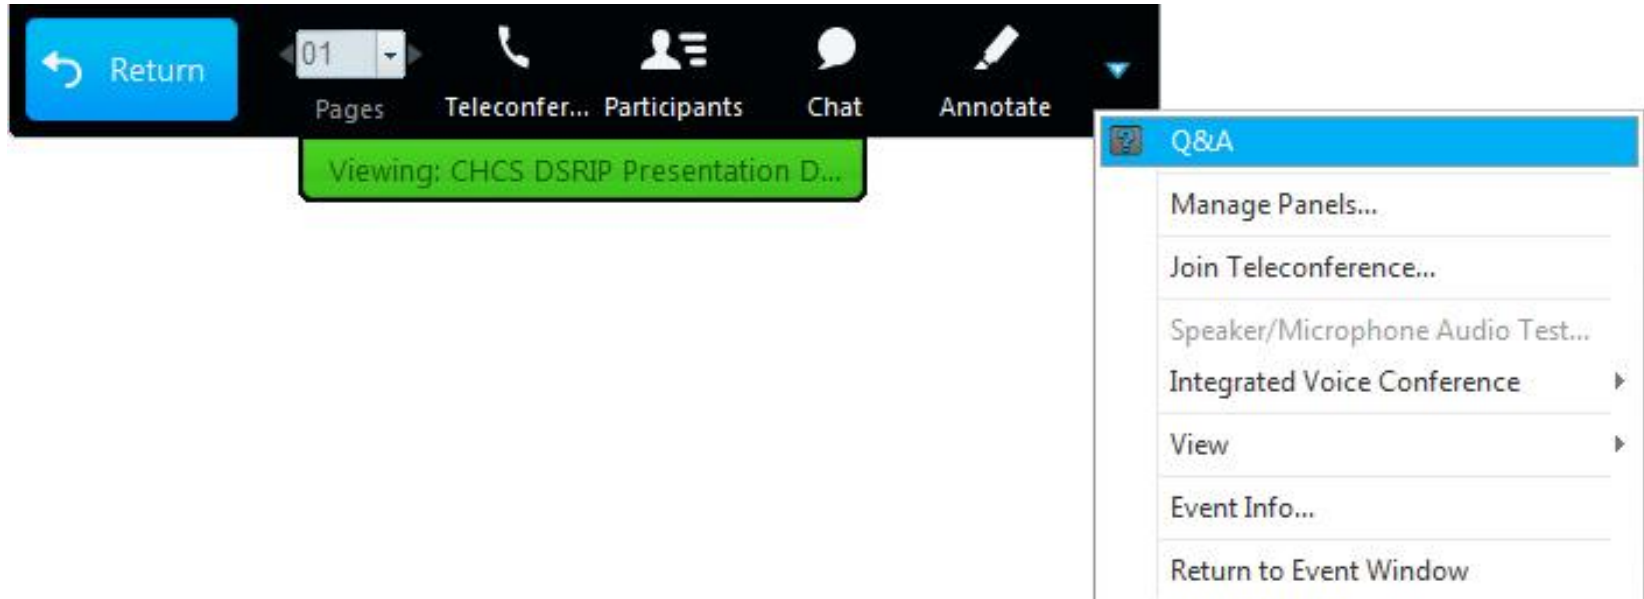 Return
01
Pages
Teleconfer...
Participants
Chat
Annotate
Viewing: CHCS DSRIP Presentation D...
? Q&A
Manage Panels...
Join Teleconference...
Speaker/Microphone Audio Test...
Integrated Voice Conference
View
Event Info...
Return to Event Window